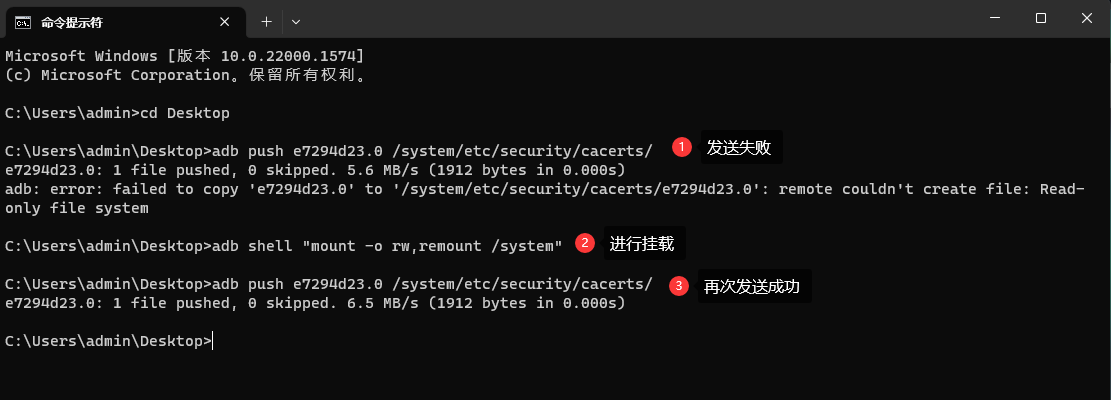 命令提示符
Microsoft Windows [版本 10.0.22000.1574]
(c) Microsoft Corporation。保留所有权利。
C:\Users\admin>cd Desktop
C:\Users\admin\Desktop>adb push e7294d23.0 /system/etc/security/cacerts/ 1 发送失败
e7294d23.0: 1 file pushed, 0 skipped. 5.6 MB/s (1912 bytes in 0.000s)
adb: error: failed to copy 'e7294d23.0' to '/system/etc/security/cacerts/e7294d23.0': remote couldn't create file: Read-
only file system
C:\Users\admin\Desktop>adb shell "mount -o rw,remount /system" 2 进行挂载
C:\Users\admin\Desktop>adb push e7294d23.0 /system/etc/security/cacerts/ 3 再次发送成功
e7294d23.0: 1 file pushed, 0 skipped. 6.5 MB/s (1912 bytes in 0.000s)
C:\Users\admin\Desktop>